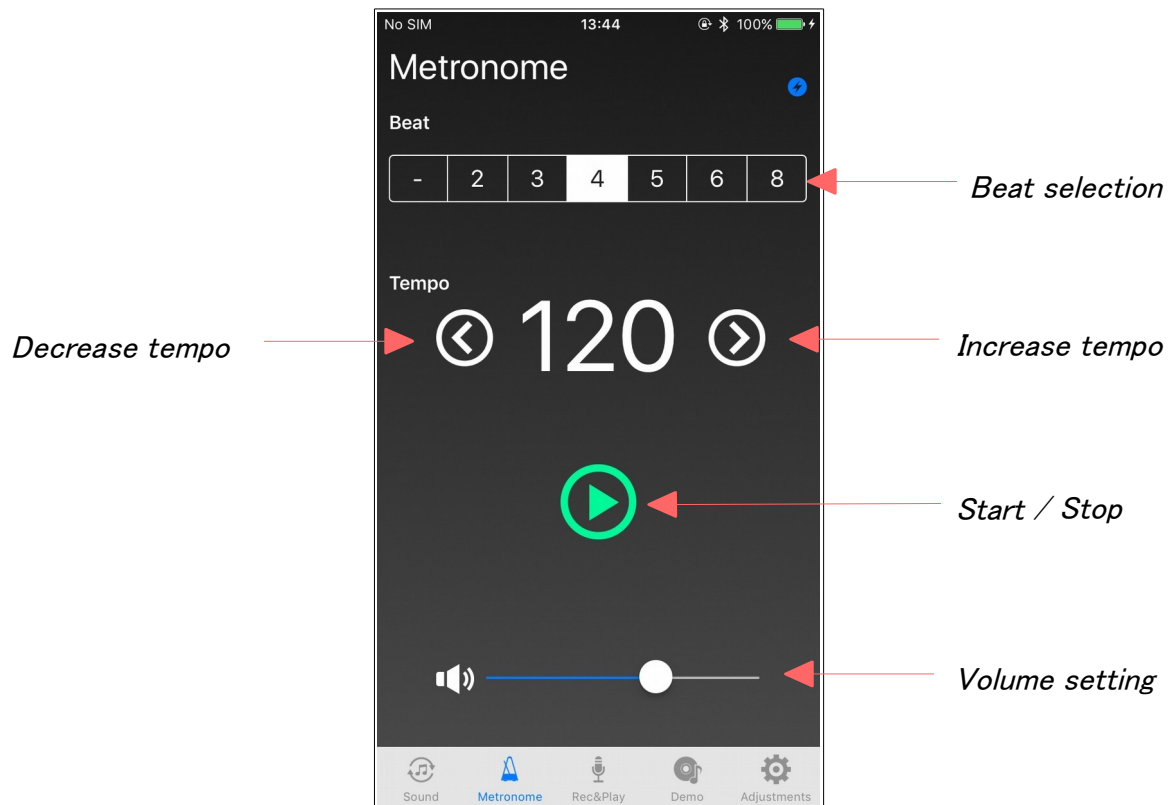 No SIM 13:44 100%
Metronome
Beat
- 2 3 4 5 6 8
Beat selection
Tempo
Decrease tempo
120
Increase tempo
Start / Stop
Volume setting
Sound Metronome Rec&Play Demo Adjustments